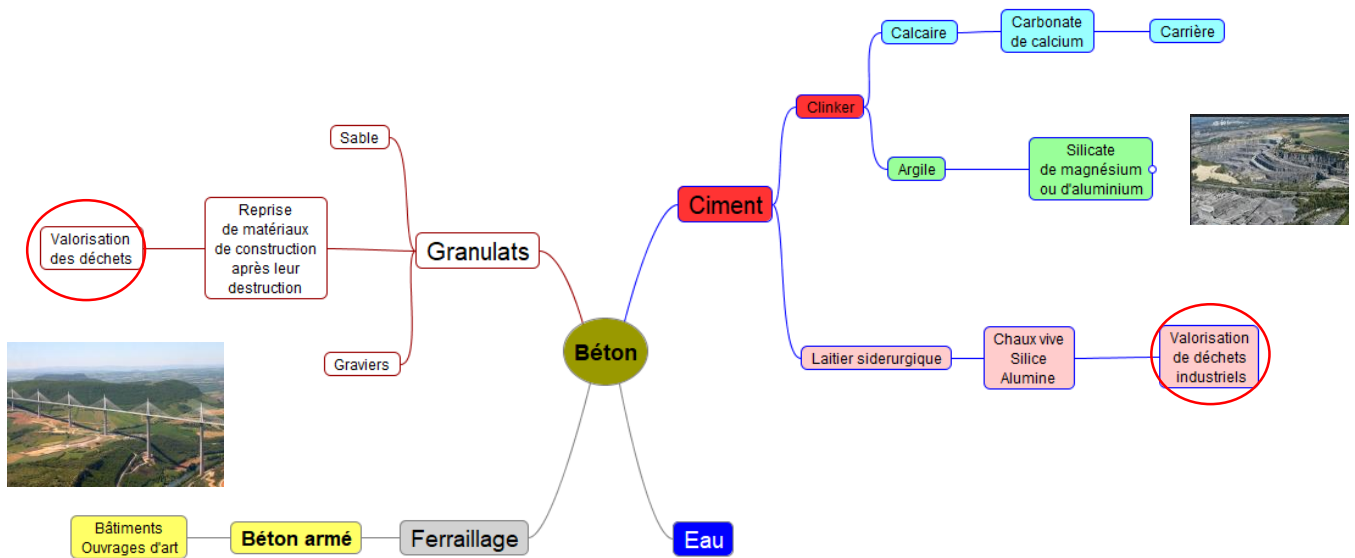 Béton
Ciment
Clinker
Calcaire
Carbonate
de calcium
Carrière
Argile
Silicate
de magnésium
ou d'aluminium
Laitier siderurgique
Chaux vive
Silice
Alumine
Valorisation
de déchets
industriels
Eau
Granulats
Sable
Reprise
de matériaux
de construction
après leur
destruction
Valorisation
des déchets
Graviers
Ferraillage
Béton armé
Bâtiments
Ouvrages d'art